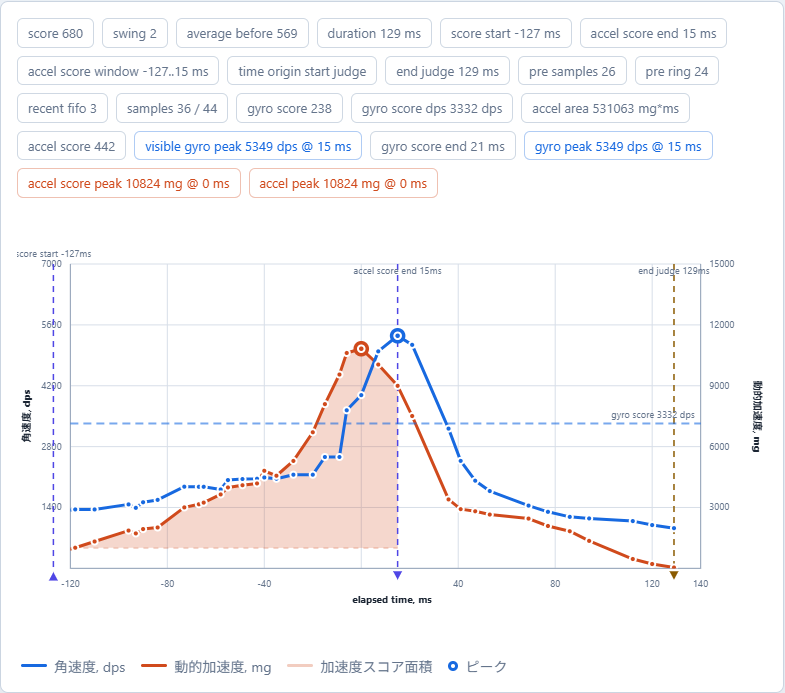 score 680 swing 2 average before 569 duration 129 ms score start -127 ms accel score end 15 ms
accel score window -127..15 ms time origin start judge end judge 129 ms pre samples 26 pre ring 24
recent fifo 3 samples 36 / 44 gyro score 238 gyro score dps 3332 dps accel area 531063 mg*ms
accel score 442 visible gyro peak 5349 dps @ 15 ms gyro score end 21 ms gyro peak 5349 dps @ 15 ms
accel score peak 10824 mg @ 0 ms accel peak 10824 mg @ 0 ms
score start -127ms
7000 15000
accel score end 15ms end judge 129ms
5600 12000
4200 9000
角速度, dps
動的加速度, mg
gyro score 3332 dps
2800 6000
1400 3000
-120 -80 -40 40 80 120 140
elapsed time, ms
角速度, dps 動的加速度, mg 加速度スコア面積 ピーク